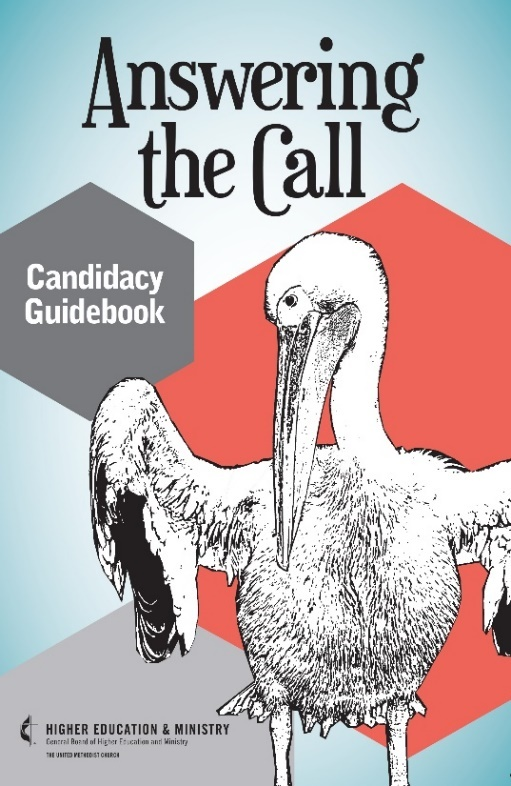 Answering
the Call
Candidacy
Guidebook
HIGHER EDUCATION & MINISTRY
General Board of Higher Education and Ministry
THE UNITED METHODIST CHURCH